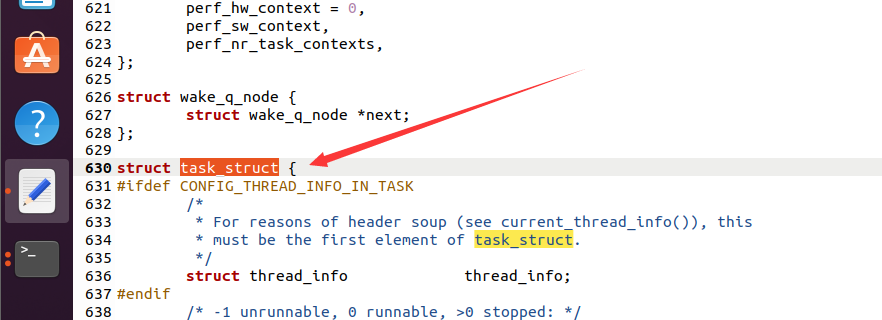 621 perf_hw_context = 0,
622 perf_sw_context,
623 perf_nr_task_contexts,
624 };
625
626 struct wake_q_node {
627 struct wake_q_node *next;
628 };
629
630 struct task_struct {
631 #ifdef CONFIG_THREAD_INFO_IN_TASK
632 /*
633 * For reasons of header soup (see current_thread_info()), this
634 * must be the first element of task_struct.
635 */
636 struct thread_info thread_info;
637 #endif
638 /* -1 unrunnable, 0 runnable, >0 stopped: */